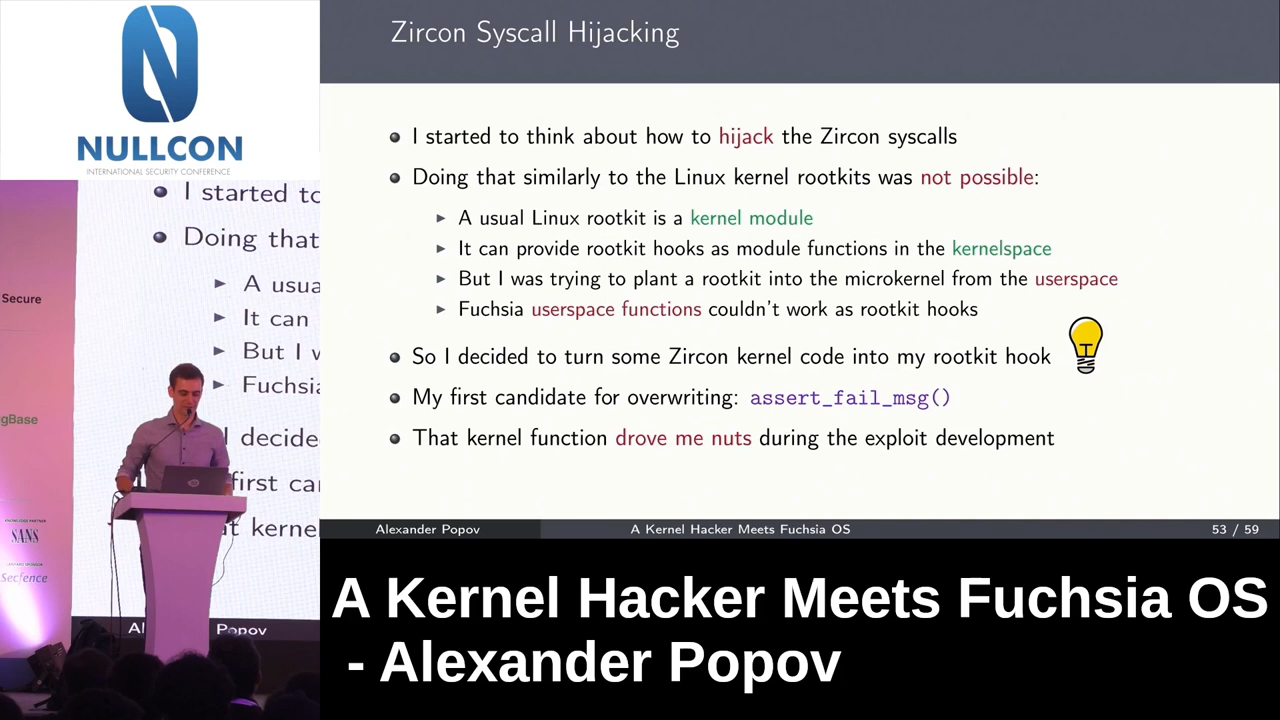 Zircon Syscall Hijacking
NULLCON
INTERNATIONAL SECURITY CONFERENCE
I started to think about how to hijack the Zircon syscalls
Doing that similarly to the Linux kernel rootkits was not possible:
A usual Linux rootkit is a kernel module
It can provide rootkit hooks as module functions in the kernelspace
But I was trying to plant a rootkit into the microkernel from the userspace
Fuchsia userspace functions couldn't work as rootkit hooks
So I decided to turn some Zircon kernel code into my rootkit hook
My first candidate for overwriting: assert_fail_msg()
That kernel function drove me nuts during the exploit development
Alexander Popov
A Kernel Hacker Meets Fuchsia OS
53 / 59
I started to
Doing that
A usua
It can
But I w
Fuchsia
decide
first can
at kerne
Al Popov
Secure
gBase
KNOWLEDGE PARTNER
SANS
Secfence
A Kernel Hacker Meets Fuchsia OS
- Alexander Popov